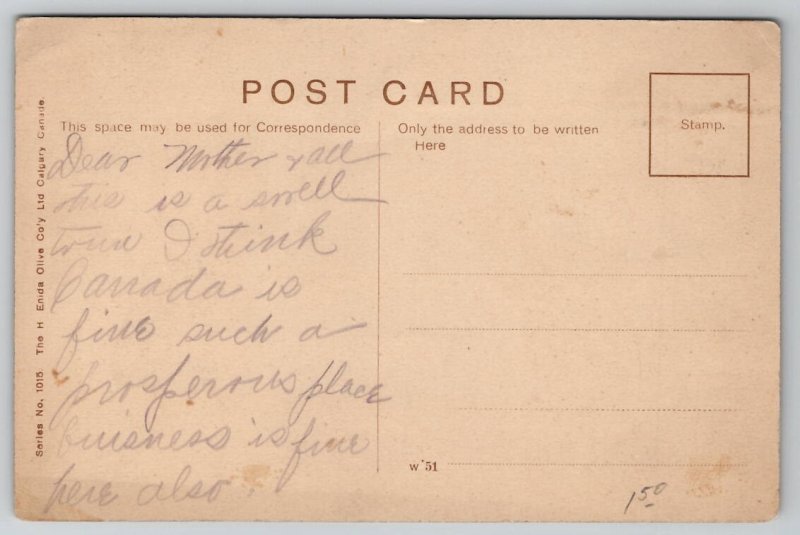 POST CARD
This space may be used for Correspondence
Only the address to be written
Here
Stamp.
Dear Mother & all
this is a swell
town I think
Canada is
fine such a
prosperous place
buisness is fine
here also.
Series No. 1015 The H Enida Olive Co'y Ltd Calgary Canada.
W 51
1 50